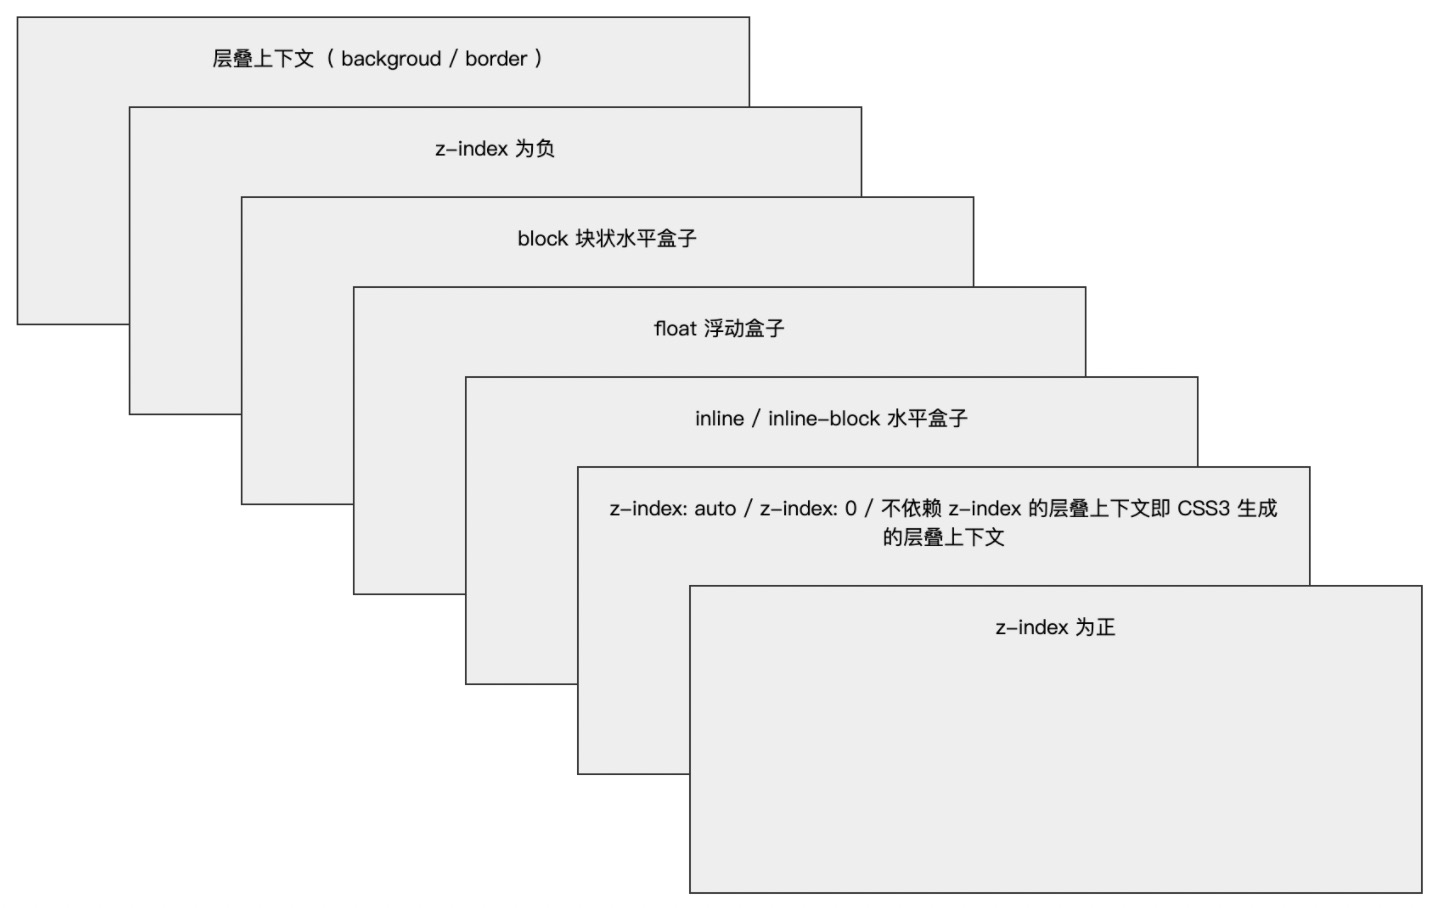 层叠上下文（ backgroud / border ）
z-index 为负
block 块状水平盒子
float 浮动盒子
inline / inline-block 水平盒子
z-index: auto / z-index: 0 / 不依赖 z-index 的层叠上下文即 CSS3 生成
的层叠上下文
z-index 为正